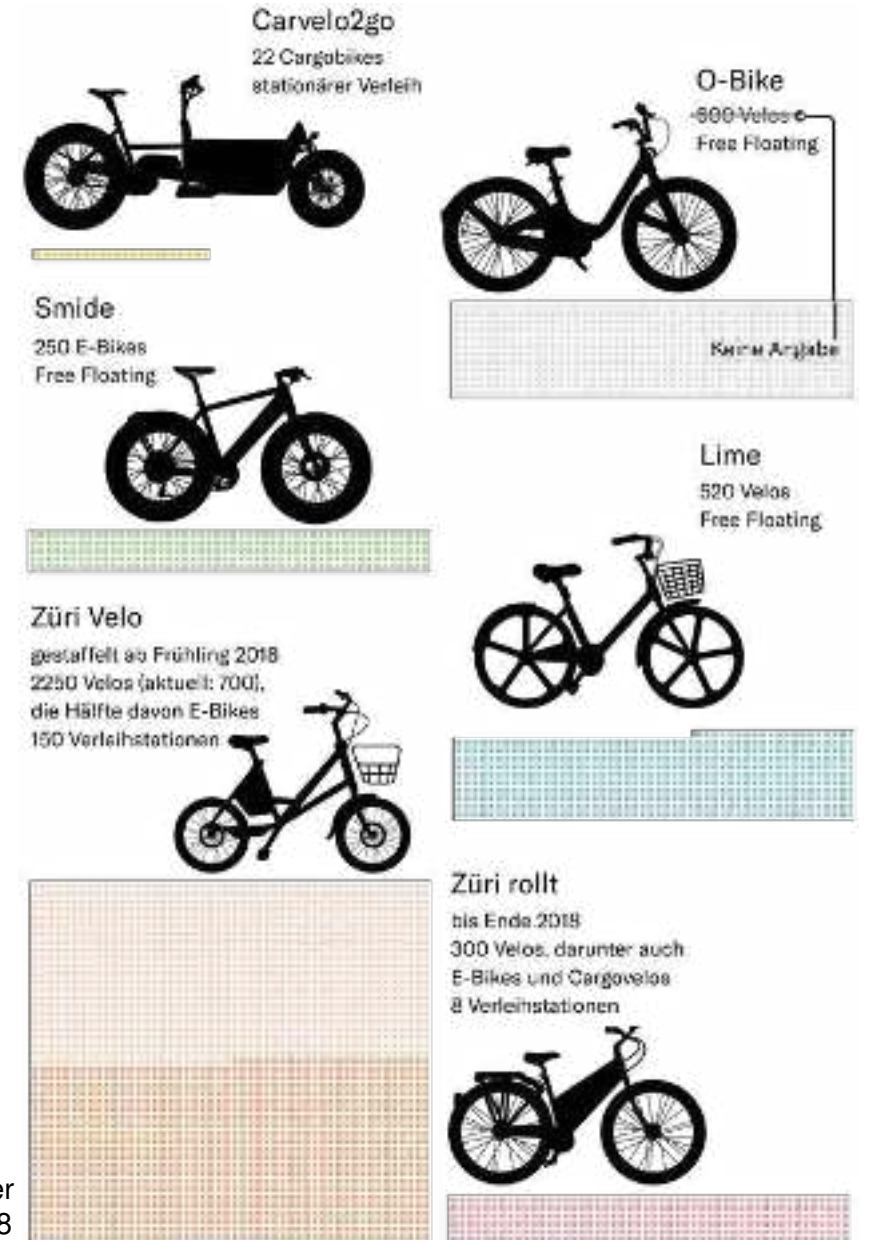 Carvelo2go
22 Cargobikes
stationärer Verleih
O-Bike
Velos
Free Floating
Keine Angabe
Smide
250 E-Bikes
Free Floating
Lime
520 Velos
Free Floating
Züri Velo
gestaffelt ab Frühling 2018
2250 Velos (aktuell: 700),
die Hälfte davon E-Bikes
150 Verleihstationen
Züri rollt
bis Ende 2018
300 Velos, darunter auch
E-Bikes und Cargovelos
8 Verleihstationen
er
8